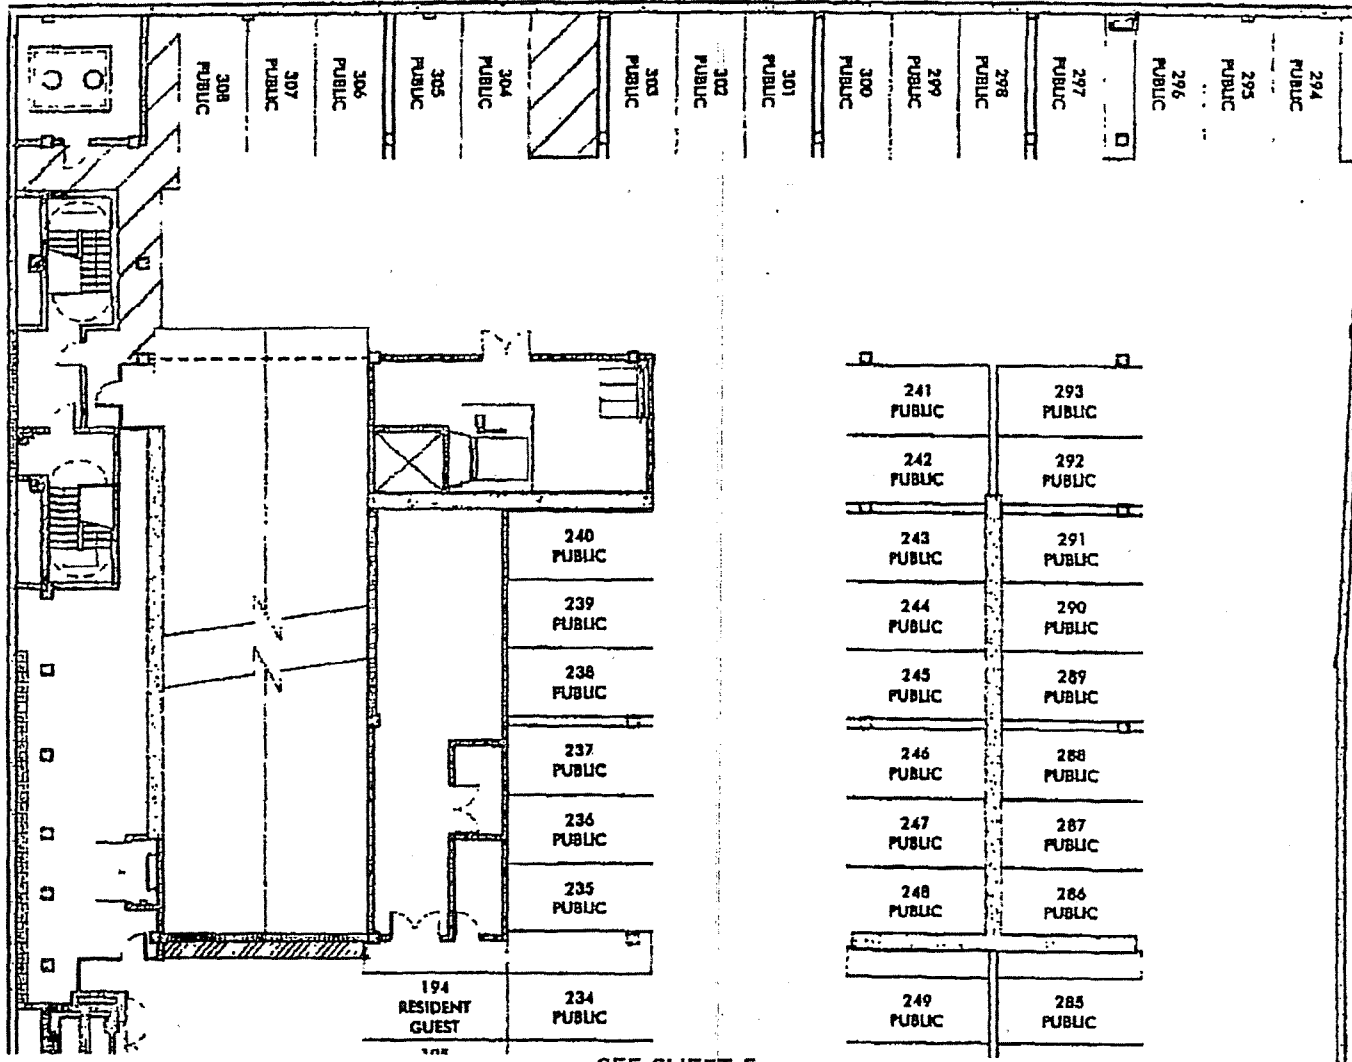 308
PUBLIC
307
PUBLIC
306
PUBLIC
305
PUBLIC
304
PUBLIC
303
PUBLIC
302
PUBLIC
301
PUBLIC
300
PUBLIC
299
PUBLIC
298
PUBLIC
297
PUBLIC
296
PUBLIC
295
PUBLIC
294
PUBLIC
241
PUBLIC
293
PUBLIC
242
PUBLIC
292
PUBLIC
240
PUBLIC
243
PUBLIC
291
PUBLIC
239
PUBLIC
244
PUBLIC
290
PUBLIC
238
PUBLIC
245
PUBLIC
289
PUBLIC
237
PUBLIC
246
PUBLIC
288
PUBLIC
236
PUBLIC
247
PUBLIC
287
PUBLIC
235
PUBLIC
248
PUBLIC
286
PUBLIC
194
RESIDENT
GUEST
234
PUBLIC
249
PUBLIC
285
PUBLIC